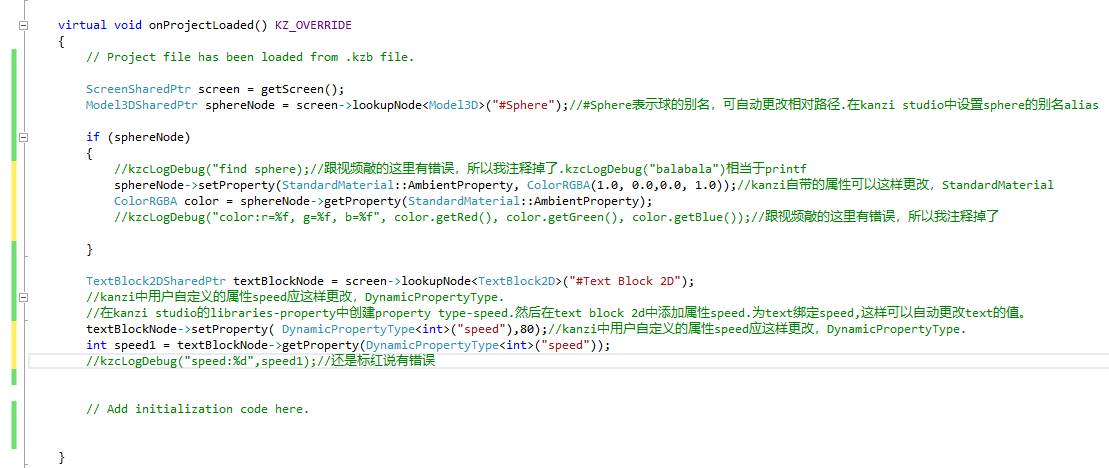 virtual void onProjectLoaded() KZ_OVERRIDE
{
// Project file has been loaded from .kzb file.
ScreenSharedPtr screen = getScreen();
Model3DSharedPtr sphereNode = screen->lookupNode<Model3D>("#Sphere");//#Sphere表示球的别名，可自动更改相对路径.在kanzi studio中设置sphere的别名alias
if (sphereNode)
{
//kzcLogDebug("find sphere);//跟视频敲的这里有错误，所以我注释掉了.kzcLogDebug("balabala")相当于printf
sphereNode->setProperty(StandardMaterial::AmbientProperty, ColorRGBA(1.0, 0.0,0.0, 1.0));//kanzi自带的属性可以这样更改，StandardMaterial
ColorRGBA color = sphereNode->getProperty(StandardMaterial::AmbientProperty);
//kzcLogDebug("color:r=%f, g=%f, b=%f", color.getRed(), color.getGreen(), color.getBlue());//跟视频敲的这里有错误，所以我注释掉了
}
TextBlock2DSharedPtr textBlockNode = screen->lookupNode<TextBlock2D>("#Text Block 2D");
//kanzi中用户自定义的属性speed应这样更改，DynamicPropertyType.
//在kanzi studio的libraries-property中创建property type-speed.然后在text block 2d中添加属性speed.为text绑定speed,这样可以自动更改text的值。
textBlockNode->setProperty( DynamicPropertyType<int>("speed"),80);//kanzi中用户自定义的属性speed应这样更改，DynamicPropertyType.
int speed1 = textBlockNode->getProperty(DynamicPropertyType<int>("speed"));
//kzcLogDebug("speed:%d",speed1);//还是标红说有错误
// Add initialization code here.
}